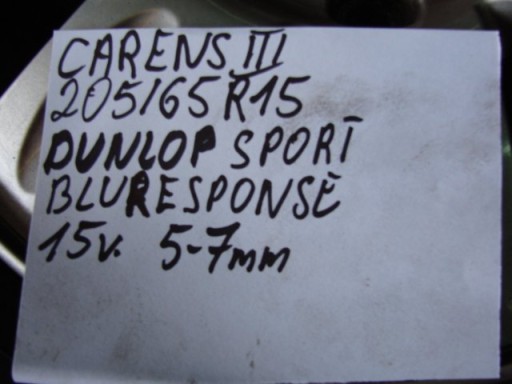 CARENS III
205/65 R15
DUNLOP SPORT
BLURESPONSE
15v. 5-7mm